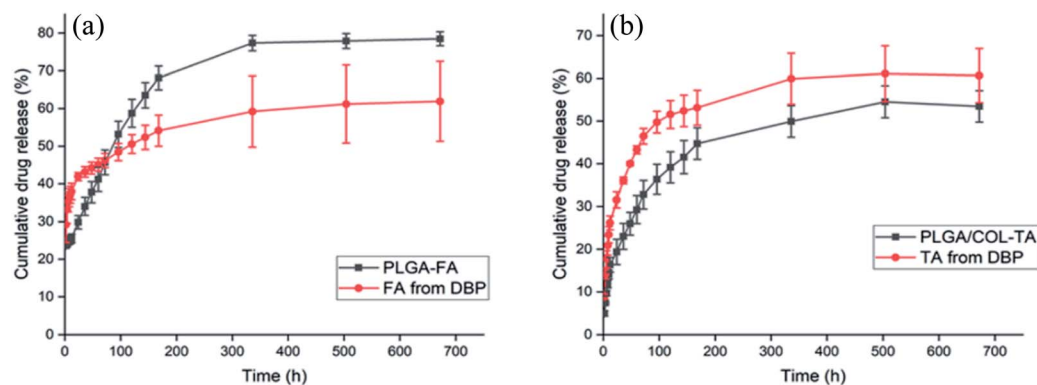 (a)
Cumulative drug release (%)
80
70
60
50
40
30
20
10
0
PLGA-FA
FA from DBP
0 100 200 300 400 500 600 700
Time (h)
(b)
Cumulative drug release (%)
70
60
50
40
30
20
10
0
PLGA/COL-TA
TA from DBP
0 100 200 300 400 500 600 700
Time (h)